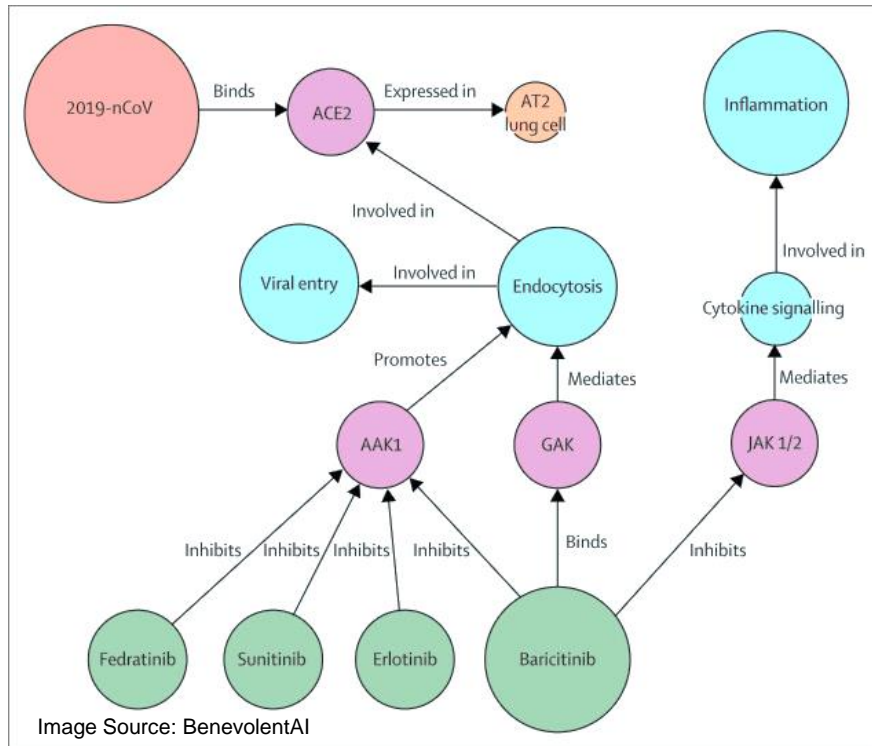 2019-nCoV
Binds
ACE2
Expressed in
AT2
lung cell
Inflammation
Involved in
Viral entry
Involved in
Endocytosis
Involved in
Cytokine signalling
Promotes
Mediates
Mediates
AAK1
GAK
JAK 1/2
Inhibits
Inhibits
Inhibits
Inhibits
Binds
Inhibits
Fedratinib
Sunitinib
Erlotinib
Baricitinib
Image Source: BenevolentAI